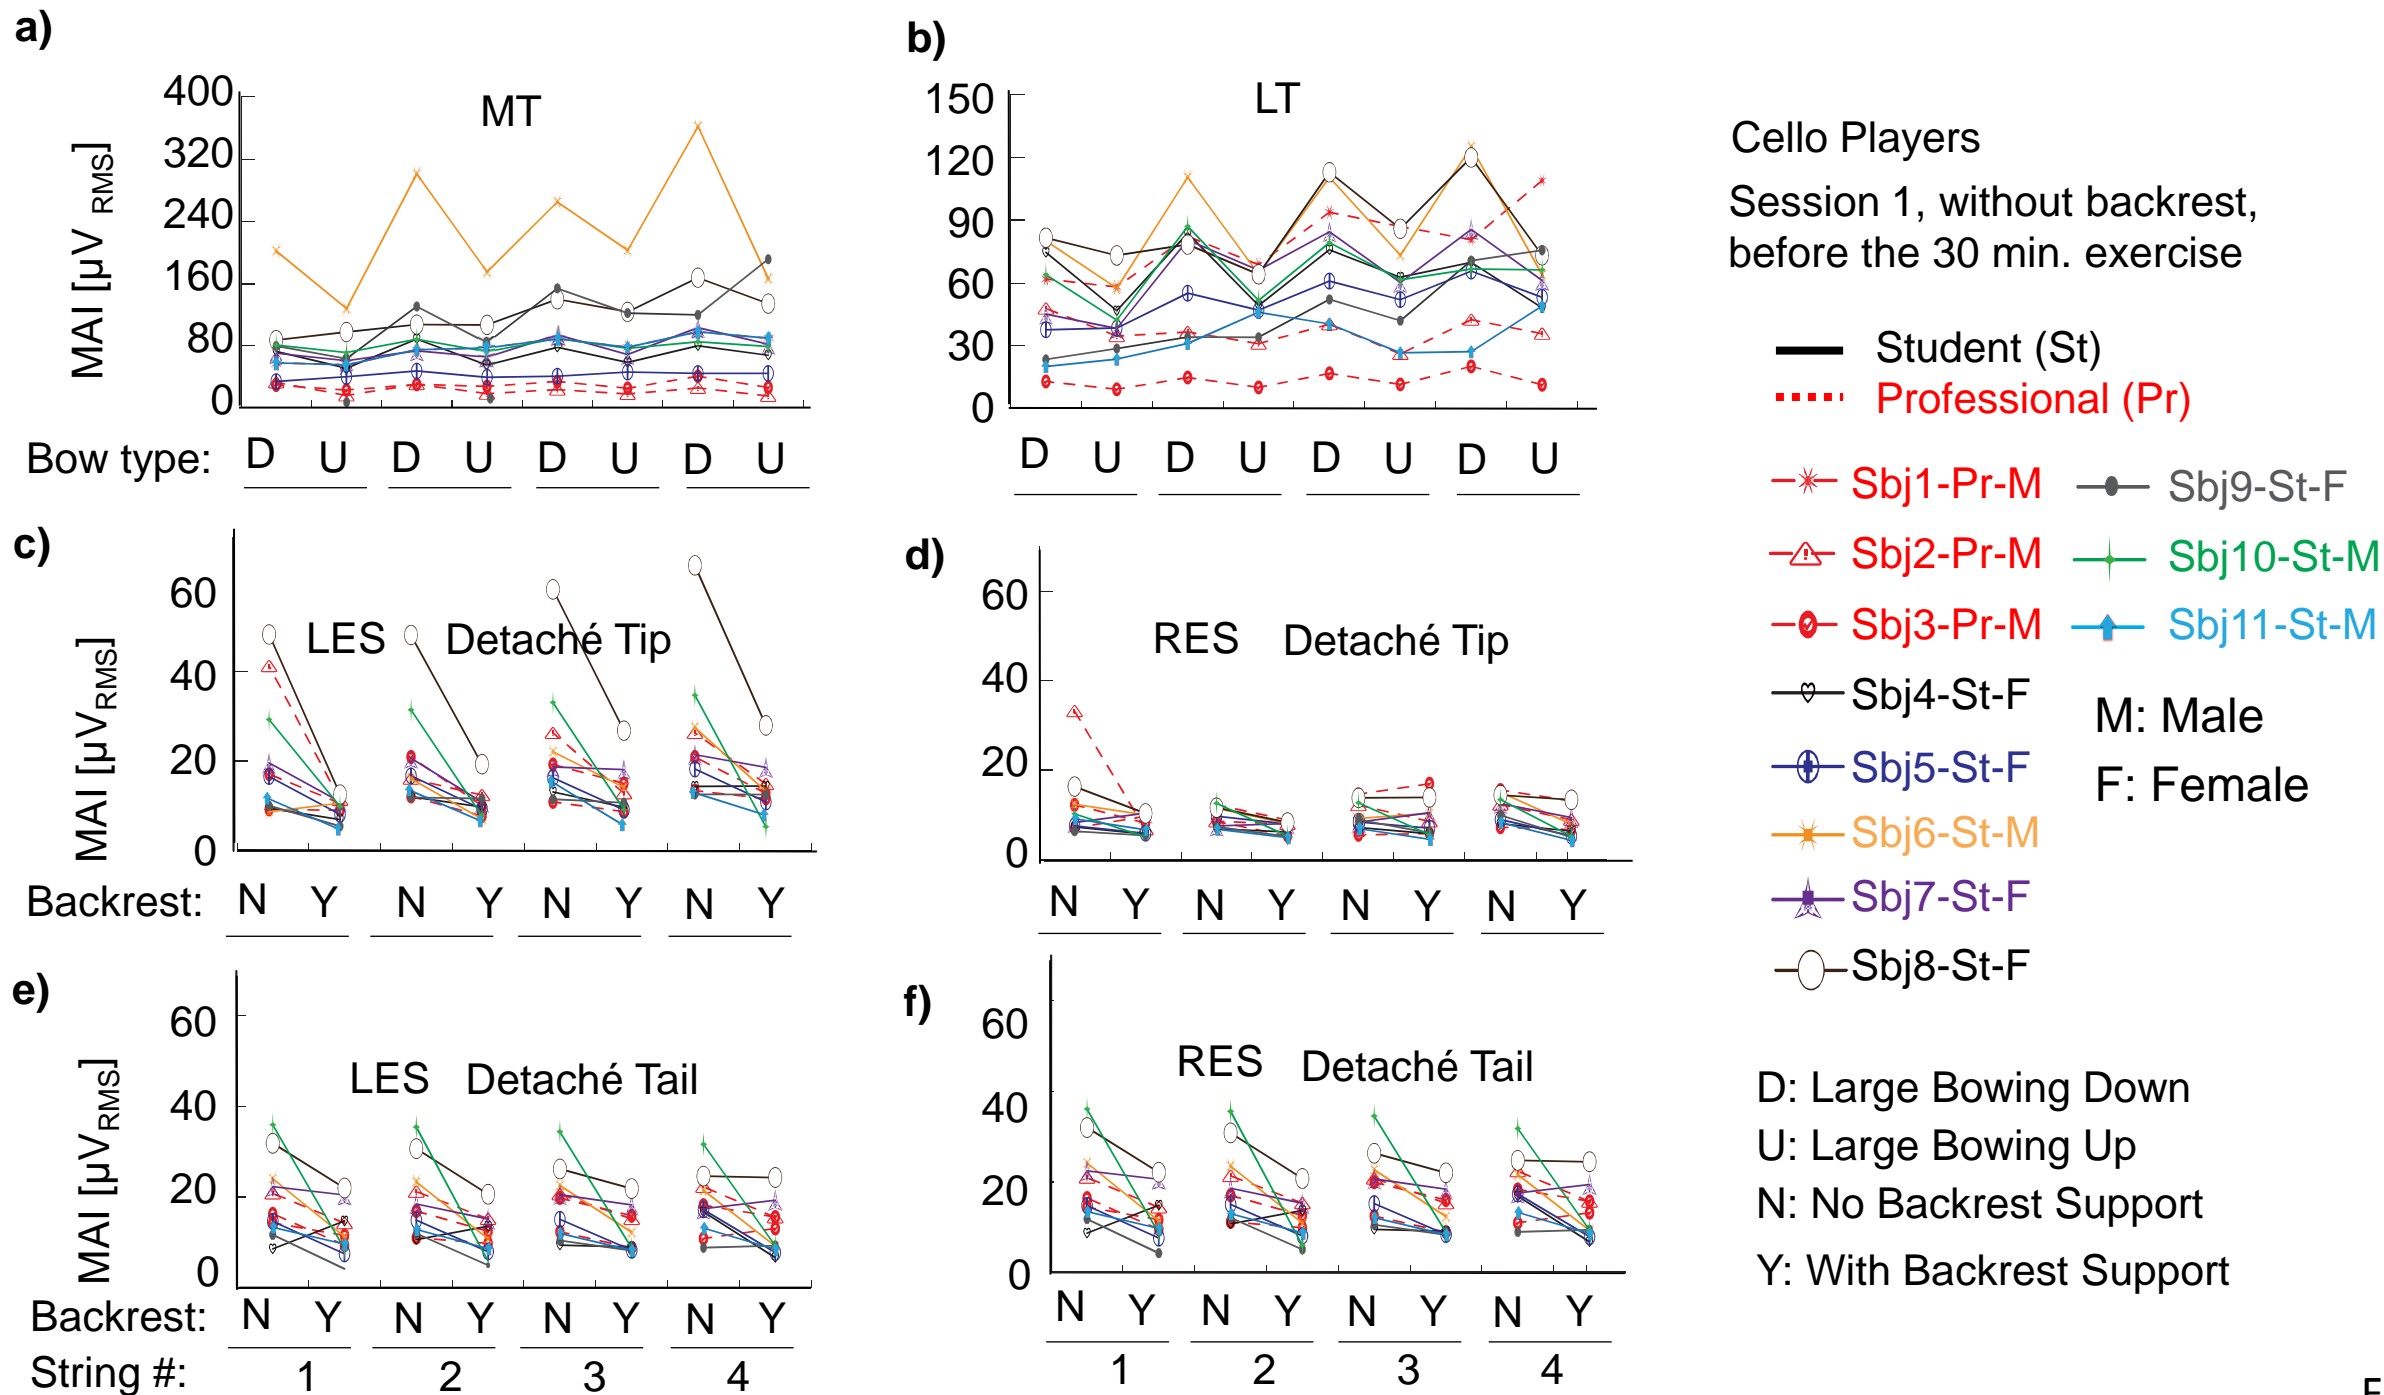 a)
MT
400
320
240
160
80
0
MAI [µV RMS]
Bow type: D U D U D U D U
b)
LT
150
120
90
60
30
0
D U D U D U D U
Cello Players
Session 1, without backrest,
before the 30 min. exercise
Student (St)
Professional (Pr)
Sbj1-Pr-M
Sbj2-Pr-M
Sbj3-Pr-M
Sbj4-St-F
Sbj5-St-F
Sbj6-St-M
Sbj7-St-F
Sbj8-St-F
Sbj9-St-F
Sbj10-St-M
Sbj11-St-M
M: Male
F: Female
D: Large Bowing Down
U: Large Bowing Up
N: No Backrest Support
Y: With Backrest Support
c)
LES Detaché Tip
60
40
20
0
MAI [µVRMS]
Backrest: N Y N Y N Y N Y
d)
RES Detaché Tip
60
40
20
0
N Y N Y N Y N Y
e)
LES Detaché Tail
60
40
20
0
MAI [µVRMS]
Backrest: N Y N Y N Y N Y
String #: 1 2 3 4
f)
RES Detaché Tail
60
40
20
0
N Y N Y N Y N Y
1 2 3 4